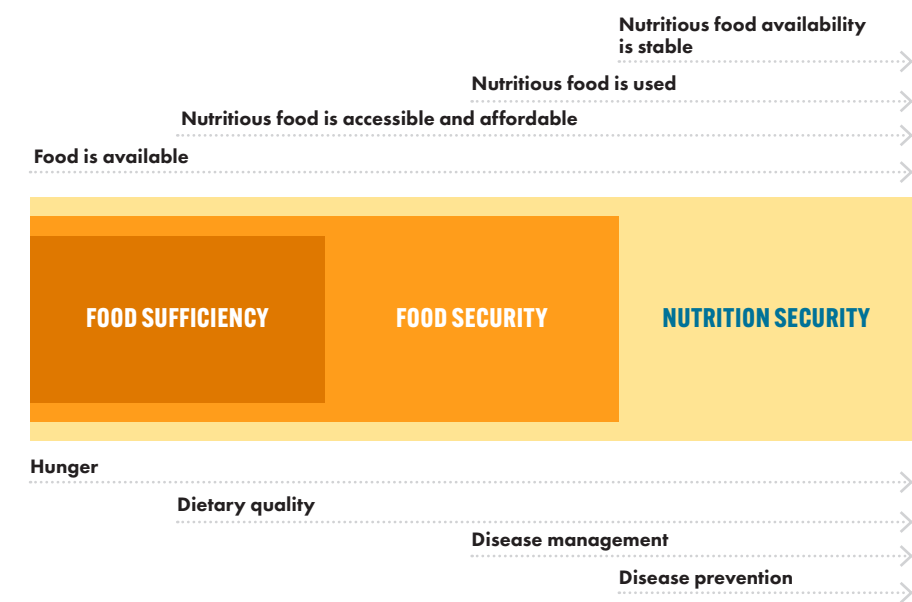 Nutritious food availability
is stable
Nutritious food is used
Nutritious food is accessible and affordable
Food is available
FOOD SUFFICIENCY
FOOD SECURITY
NUTRITION SECURITY
Hunger
Dietary quality
Disease management
Disease prevention